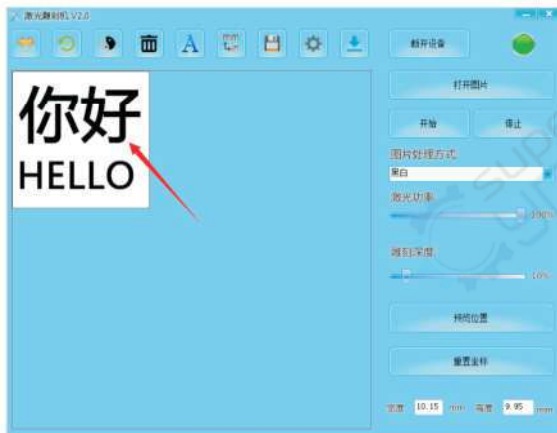 激光雕刻机 V2.0
断开设备
打开图片
开始 停止
你好
HELLO
图片处理方式:
黑白
激光功率:
100%
雕刻深度:
10%
预览位置
重置坐标
宽度 10.15 mm 高度 9.95 mm